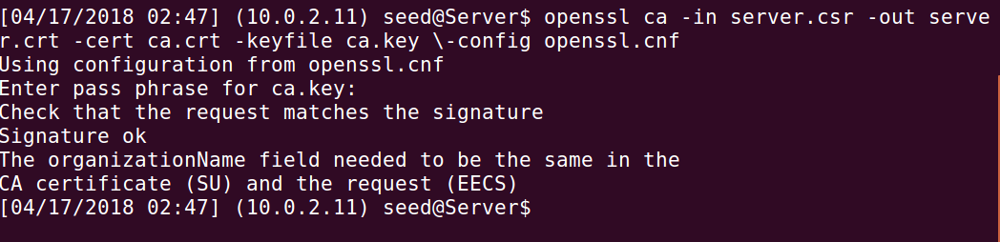 [04/17/2018 02:47] (10.0.2.11) seed@Server$ openssl ca -in server.csr -out serve
r.crt -cert ca.crt -keyfile ca.key \-config openssl.cnf
Using configuration from openssl.cnf
Enter pass phrase for ca.key:
Check that the request matches the signature
Signature ok
The organizationName field needed to be the same in the
CA certificate (SU) and the request (EECS)
[04/17/2018 02:47] (10.0.2.11) seed@Server$